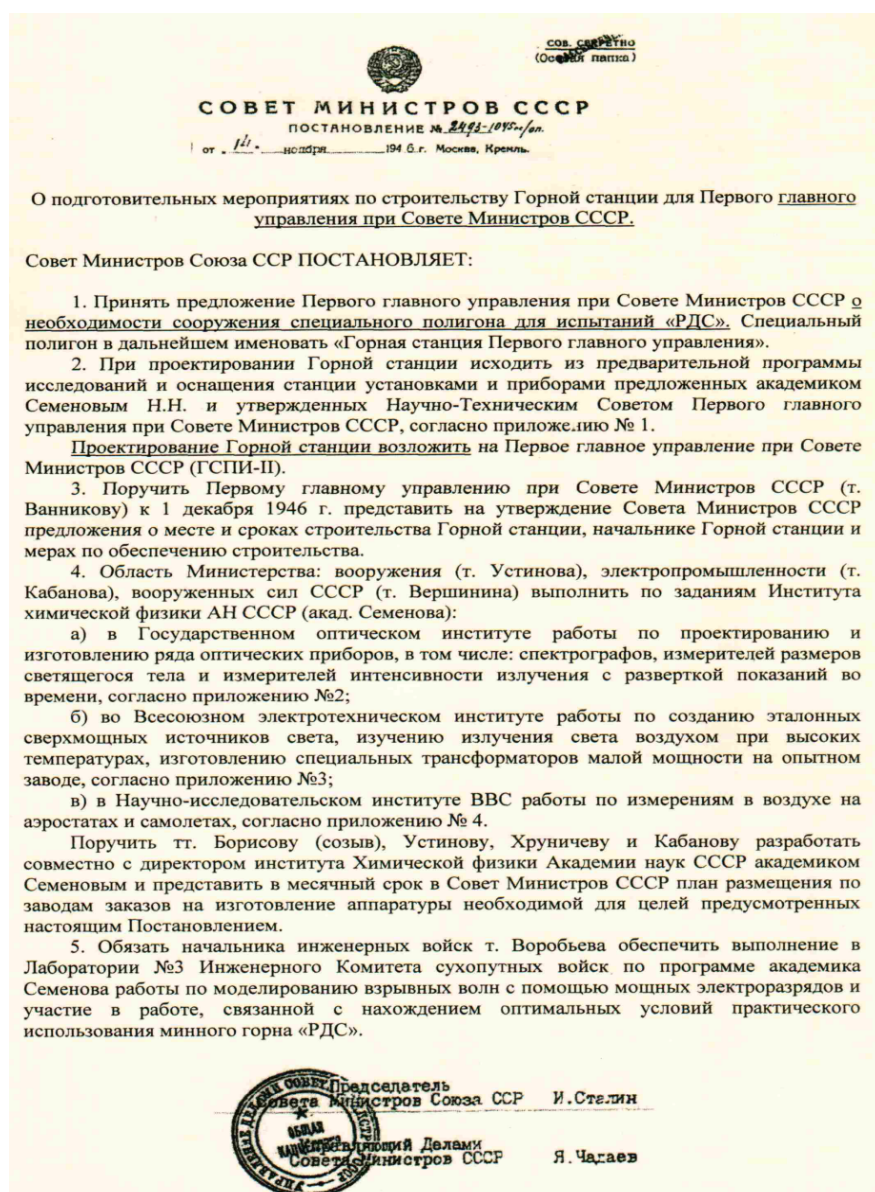 СОВ. СЕКРЕТНО
(Особая папка)
СОВЕТ МИНИСТРОВ СССР
ПОСТАНОВЛЕНИЕ №
от ноября 1946 г. Москва, Кремль.
О подготовительных мероприятиях по строительству Горной станции для Первого главного
управления при Совете Министров СССР.
Совет Министров Союза ССР ПОСТАНОВЛЯЕТ:
1. Принять предложение Первого главного управления при Совете Министров СССР о
необходимости сооружения специального полигона для испытаний «РДС». Специальный
полигон в дальнейшем именовать «Горная станция Первого главного управления».
2. При проектировании Горной станции исходить из предварительной программы
исследований и оснащения станции установками и приборами предложенных академиком
Семеновым Н.Н. и утвержденных Научно-Техническим Советом Первого главного
управления при Совете Министров СССР, согласно приложению № 1.
Проектирование Горной станции возложить на Первое главное управление при Совете
Министров СССР (ГСПИ-II).
3. Поручить Первому главному управлению при Совете Министров СССР (т.
Ванникову) к 1 декабря 1946 г. представить на утверждение Совета Министров СССР
предложения о месте и сроках строительства Горной станции, начальнике Горной станции и
мерах по обеспечению строительства.
4. Область Министерства: вооружения (т. Устинова), электропромышленности (т.
Кабанова), вооруженных сил СССР (т. Вершинина) выполнить по заданиям Института
химической физики АН СССР (акад. Семенова):
а) в Государственном оптическом институте работы по проектированию и
изготовлению ряда оптических приборов, в том числе: спектрографов, измерителей размеров
светящегося тела и измерителей интенсивности излучения с разверткой показаний во
времени, согласно приложению №2;
б) во Всесоюзном электротехническом институте работы по созданию эталонных
сверхмощных источников света, изучению излучения света воздухом при высоких
температурах, изготовлению специальных трансформаторов малой мощности на опытном
заводе, согласно приложению №3;
в) в Научно-исследовательском институте ВВС работы по измерениям в воздухе на
аэростатах и самолетах, согласно приложению № 4.
Поручить тт. Борисову (созыв), Устинову, Хруничеву и Кабанову разработать
совместно с директором института Химической физики Академии наук СССР академиком
Семеновым и представить в месячный срок в Совет Министров СССР план размещения по
заводам заказов на изготовление аппаратуры необходимой для целей предусмотренных
настоящим Постановлением.
5. Обязать начальника инженерных войск т. Воробьева обеспечить выполнение в
Лаборатории №3 Инженерного Комитета сухопутных войск по программе академика
Семенова работы по моделированию взрывных волн с помощью мощных электроразрядов и
участие в работе, связанной с нахождением оптимальных условий практического
использования минного горна «РДС».
Председатель
Совета Министров Союза ССР И.Сталин
Управляющий Делами
Совета Министров СССР Я.Чадаев